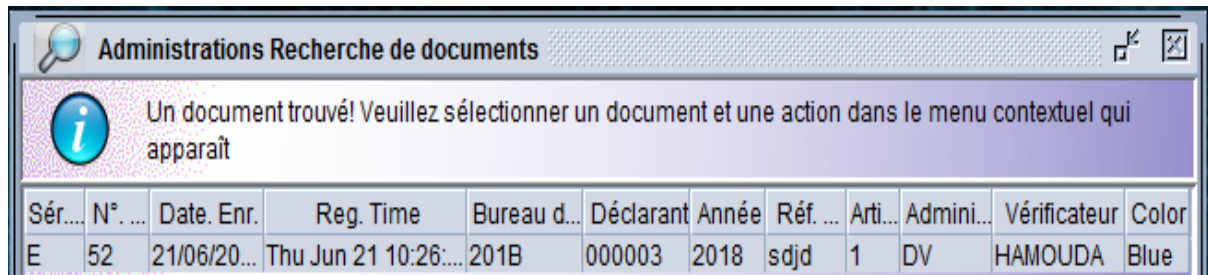 Administrations Recherche de documents
Un document trouvé! Veuillez sélectionner un document et une action dans le menu contextuel qui
apparaît
Sér.... N°. ... Date. Enr. Reg. Time Bureau d... Déclarant Année Réf. ... Arti... Admini... Vérificateur Color
E 52 21/06/20... Thu Jun 21 10:26:... 201B 000003 2018 sdjd 1 DV HAMOUDA Blue